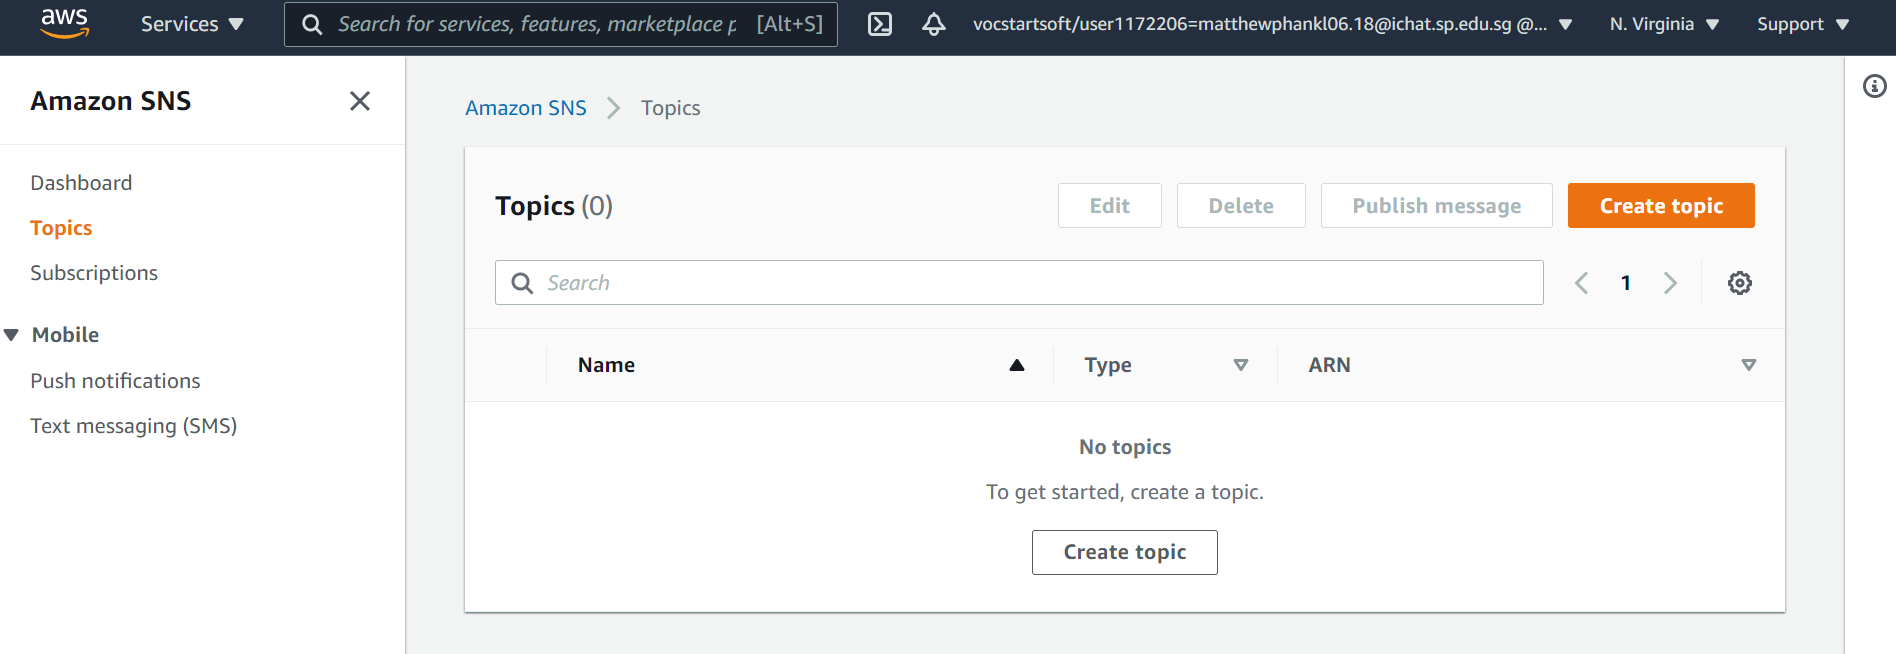 aws Services Search for services, features, marketplace p [Alt+S] vocstartsoft/user1172206=matthewphankl06.18@ichat.sp.edu.sg @... N. Virginia Support
Amazon SNS
Dashboard
Topics
Subscriptions
Mobile
Push notifications
Text messaging (SMS)
Amazon SNS Topics
Topics (0) Edit Delete Publish message Create topic
Search 1
Name Type ARN
No topics
To get started, create a topic.
Create topic